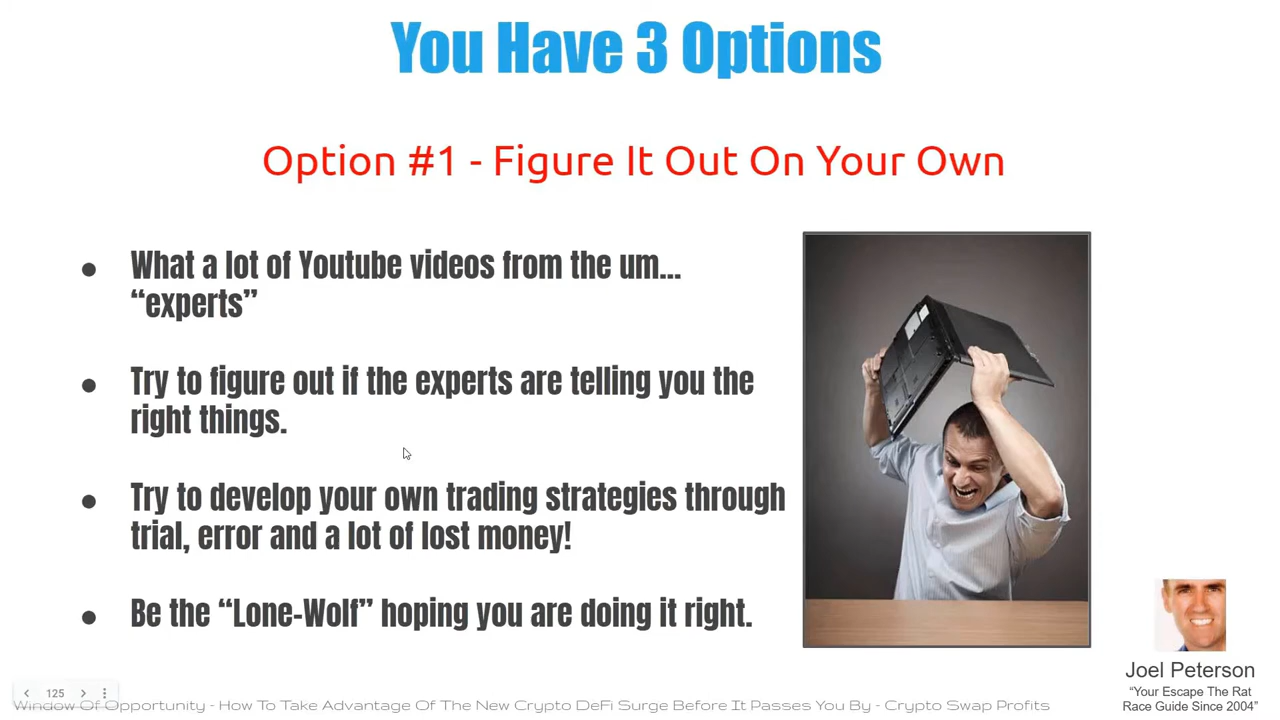 You Have 3 Options
Option #1 - Figure It Out On Your Own
What a lot of Youtube videos from the um...
“experts”
Try to figure out if the experts are telling you the
right things.
Try to develop your own trading strategies through
trial, error and a lot of lost money!
Be the “Lone-Wolf” hoping you are doing it right.
Joel Peterson
“Your Escape The Rat
Race Guide Since 2004”
125
Window Of Opportunity - How To Take Advantage Of The New Crypto DeFi Surge Before It Passes You By - Crypto Swap Profits